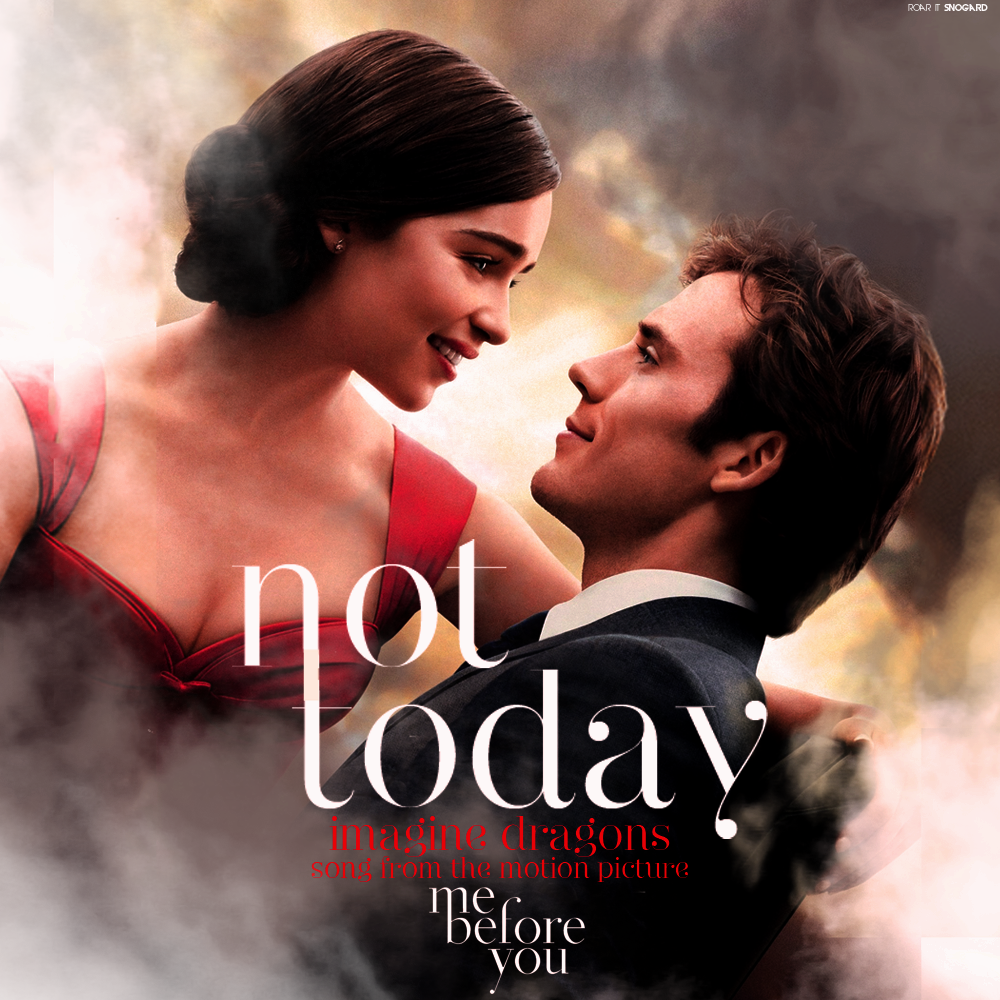 ROAR IT SNOGARD
not
today
imagine dragons
song from the motion picture
me
before
you